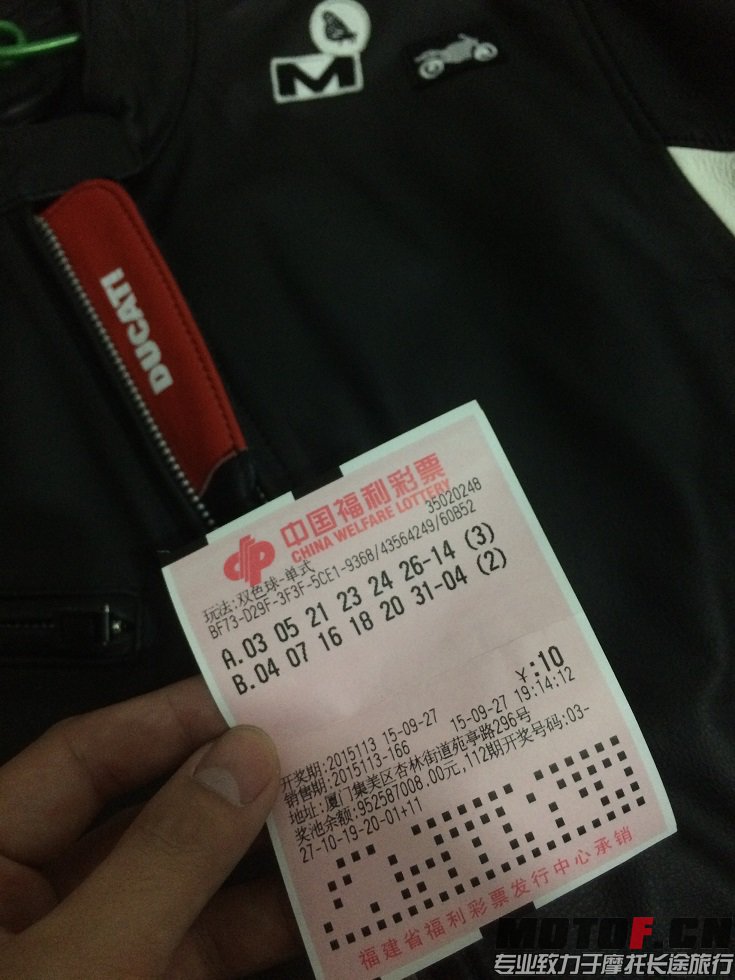 M
DUCATI
中国福利彩票
CHINA WELFARE LOTTERY
35020248
玩法:双色球-单式
BF73-D29F-3F3F-5CE1-9368/43564249/60B52
A.03 05 21 23 24 26-14 (3)
B.04 07 16 18 20 31-04 (2)
¥:10
开奖期:2015113 15-09-27
销售期:2015113-166 15-09-27 19:14:12
地址:厦门集美区杏林街道苑亭路296号
奖池余额:952587008.00元,112期开奖号码:03-
27-10-19-20-01+11
福建省福利彩票发行中心承销
MOTOF.CN
专业致力于摩托长途旅行